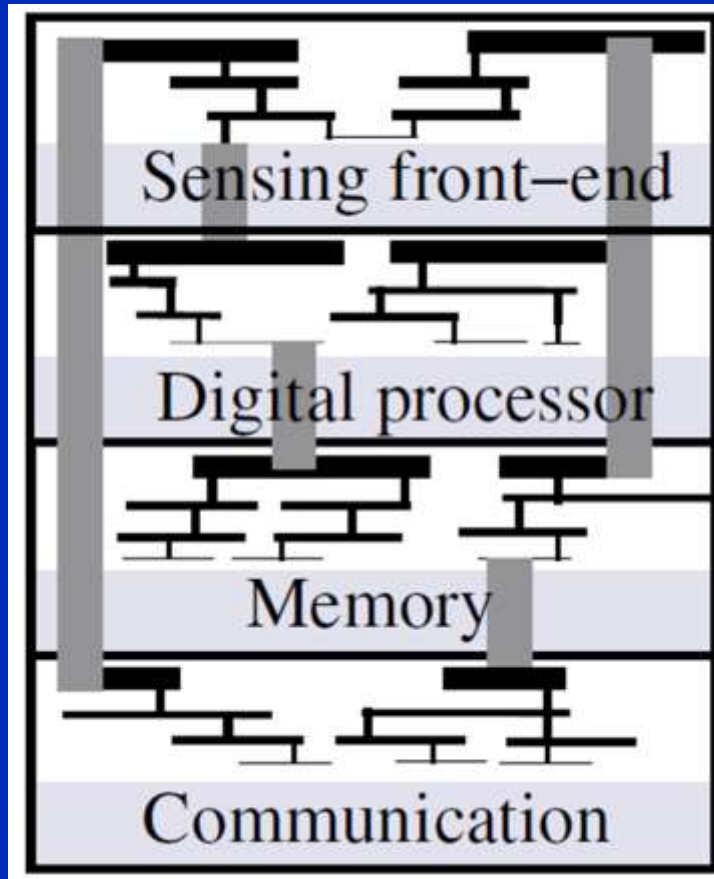 Sensing front–end
Digital processor
Memory
Communication